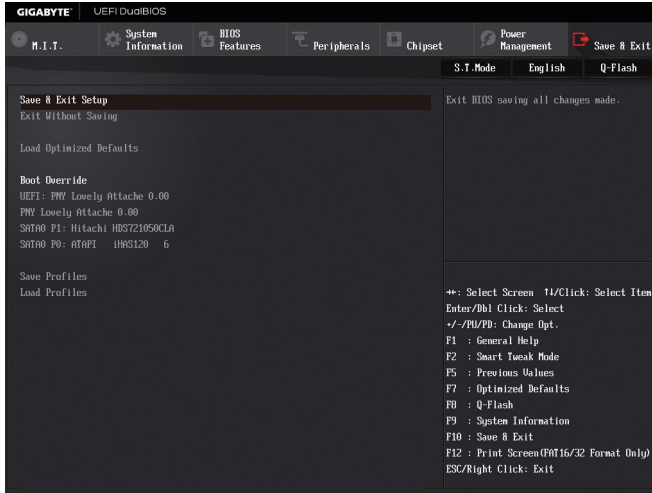 GIGABYTE™ UEFI DualBIOS
M.I.T.
System Information
BIOS Features
Peripherals
Chipset
Power Management
Save & Exit
S.T.Mode English Q-Flash
Save & Exit Setup
Exit Without Saving
Load Optimized Defaults
Boot Override
UEFI: PNY Lovely Attache 0.00
PNY Lovely Attache 0.00
SATA0 P1: Hitachi HDS721050CLA
SATA0 P0: ATAPI iHAS120 6
Save Profiles
Load Profiles
Exit BIOS saving all changes made.
→←: Select Screen ↑↓/Click: Select Item
Enter/Dbl Click: Select
+/-/PU/PD: Change Opt.
F1 : General Help
F2 : Smart Tweak Mode
F5 : Previous Values
F7 : Optimized Defaults
F8 : Q-Flash
F9 : System Information
F10 : Save & Exit
F12 : Print Screen(FAT16/32 Format Only)
ESC/Right Click: Exit